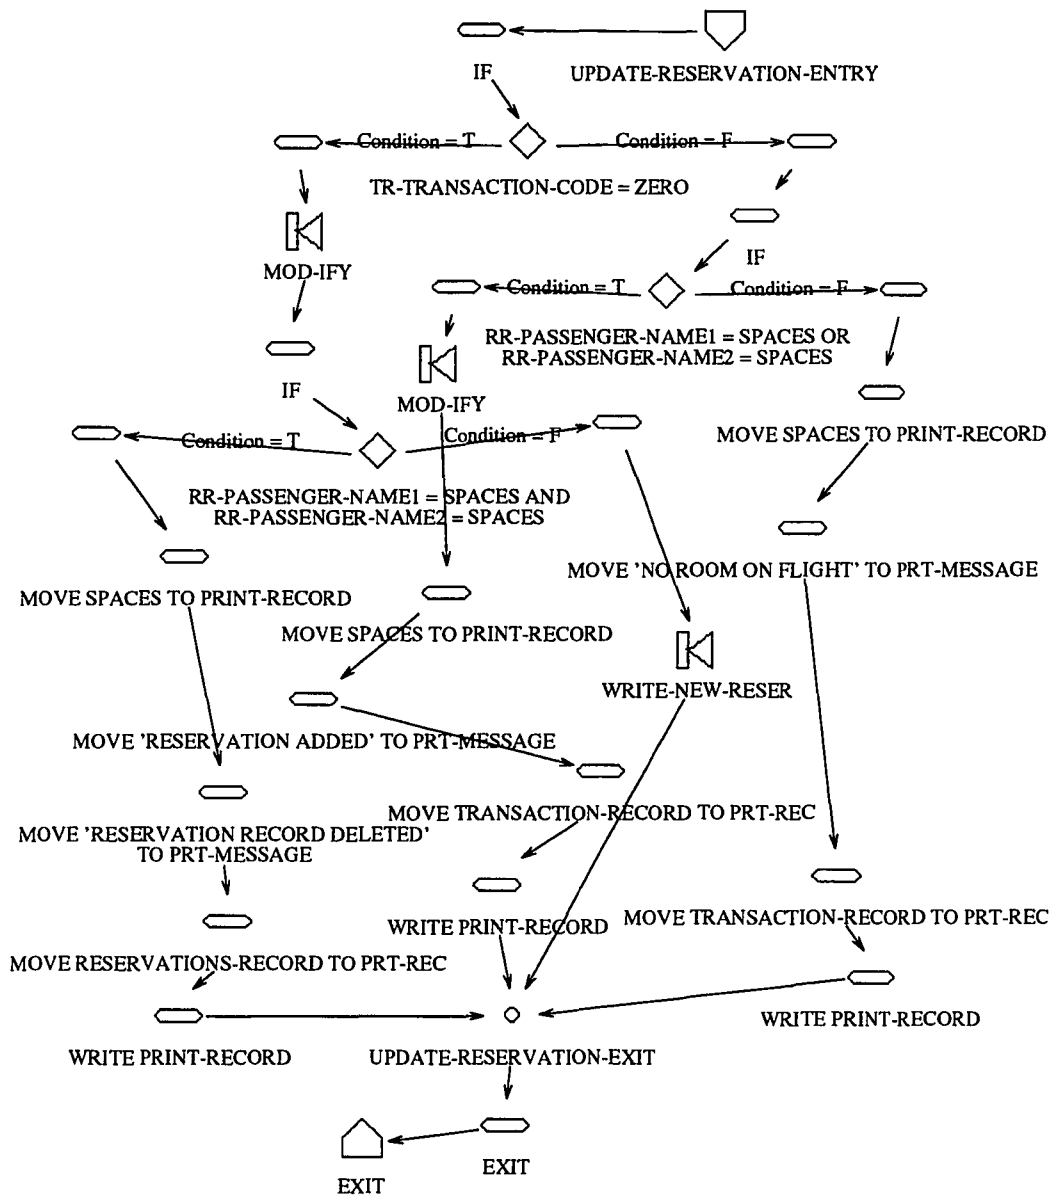 IF
UPDATE-RESERVATION-ENTRY
Condition = T
Condition = F
TR-TRANSACTION-CODE = ZERO
MOD-IFY
IF
Condition = T
Condition = F
RR-PASSENGER-NAME1 = SPACES OR
RR-PASSENGER-NAME2 = SPACES
IF
MOD-IFY
MOVE SPACES TO PRINT-RECORD
Condition = T
Condition = F
RR-PASSENGER-NAME1 = SPACES AND
RR-PASSENGER-NAME2 = SPACES
MOVE 'NO ROOM ON FLIGHT' TO PRT-MESSAGE
MOVE SPACES TO PRINT-RECORD
MOVE SPACES TO PRINT-RECORD
WRITE-NEW-RESER
MOVE 'RESERVATION ADDED' TO PRT-MESSAGE
MOVE TRANSACTION-RECORD TO PRT-REC
MOVE 'RESERVATION RECORD DELETED'
TO PRT-MESSAGE
WRITE PRINT-RECORD
MOVE TRANSACTION-RECORD TO PRT-REC
MOVE RESERVATIONS-RECORD TO PRT-REC
WRITE PRINT-RECORD
WRITE PRINT-RECORD
UPDATE-RESERVATION-EXIT
EXIT
EXIT